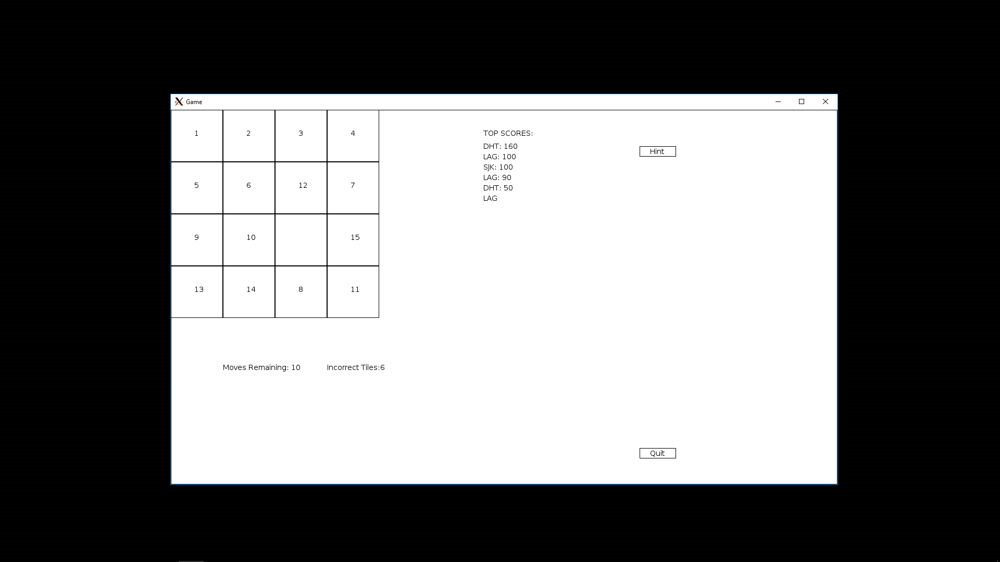 Game
1 2 3 4
5 6 12 7
9 10 15
13 14 8 11
Moves Remaining: 10 Incorrect Tiles:6
TOP SCORES:
DHT: 160
LAG: 100
SJK: 100
LAG: 90
DHT: 50
LAG
Hint
Quit